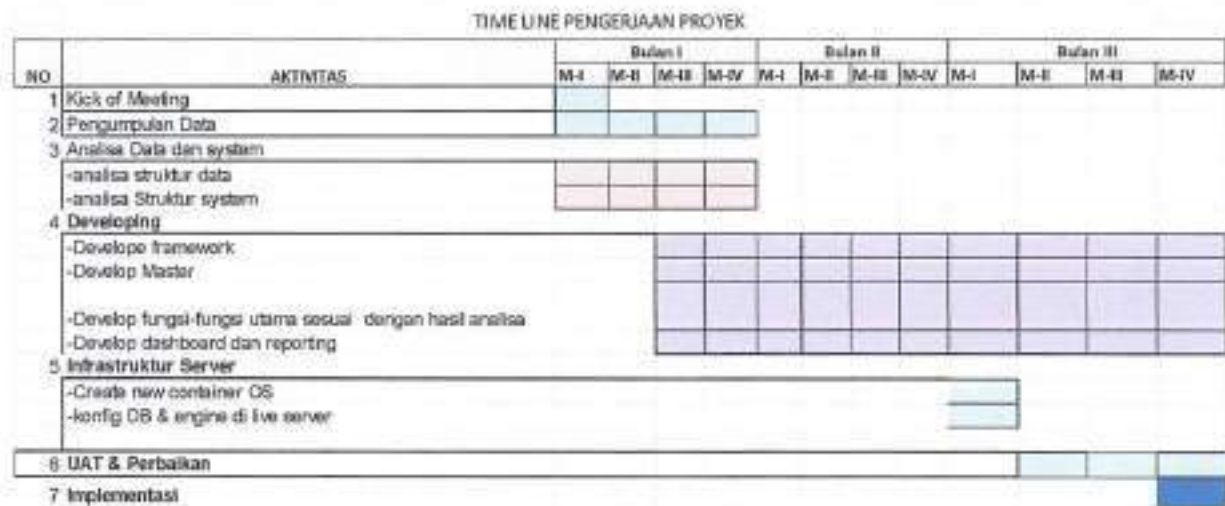 TIME LINE PENGERJAAN PROYEK
Bulan I Bulan II Bulan III
NO AKTIVITAS M-I M-II M-III M-IV M-I M-II M-III M-IV M-I M-II M-III M-IV
1 Kick of Meeting
2 Pengumpulan Data
3 Analisa Data dan system
-analisa struktur data
-analisa Struktur system
4 Developing
-Develope framework
-Develop Master
-Develop fungsi-fungsi utama sesuai dengan hasil analisa
-Develop dashboard dan reporting
5 Infrastruktur Server
-Create new container OS
-konfig DB & engine di live server
6 UAT & Perbaikan
7 Implementasi